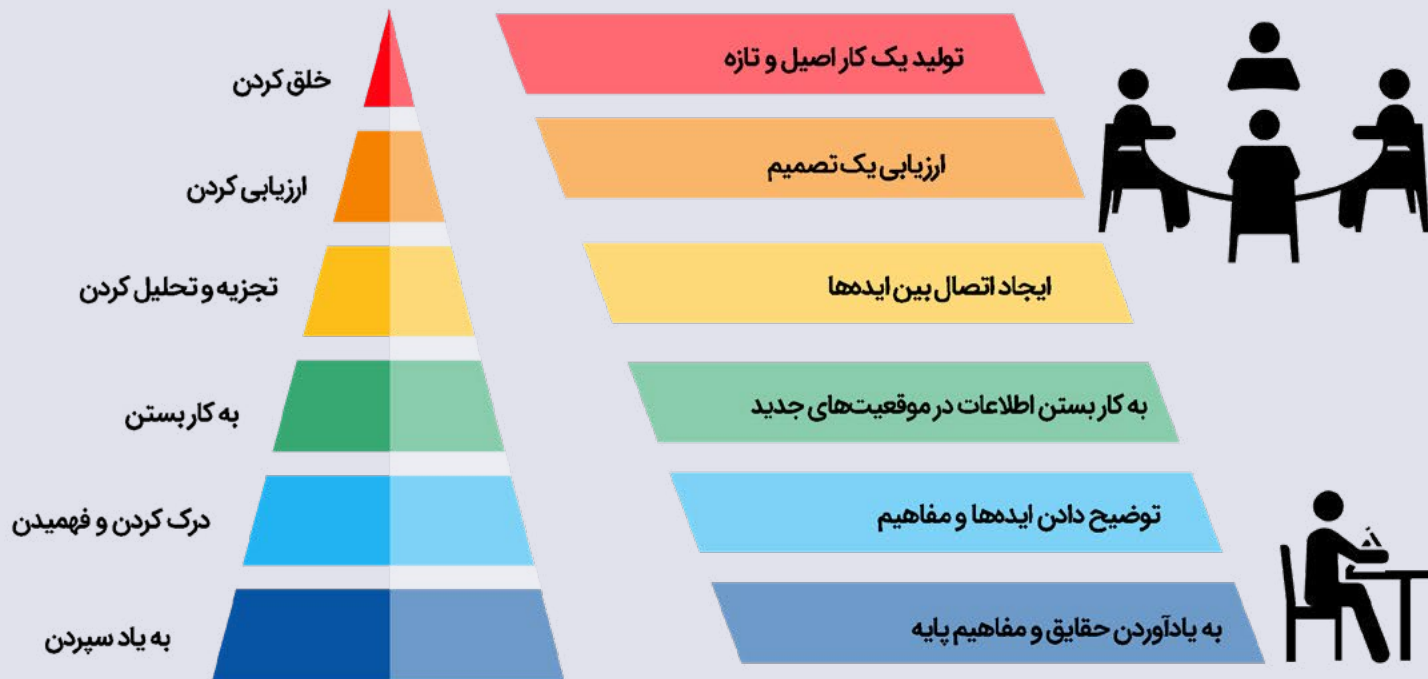 خلق کردن
تولید یک کار اصیل و تازه
ارزیابی کردن
ارزیابی یک تصمیم
تجزیه و تحلیل کردن
ایجاد اتصال بین ایده‌ها
به کار بستن
به کار بستن اطلاعات در موقعیت‌های جدید
درک کردن و فهمیدن
توضیح دادن ایده‌ها و مفاهیم
به یاد سپردن
به یادآوردن حقایق و مفاهیم پایه